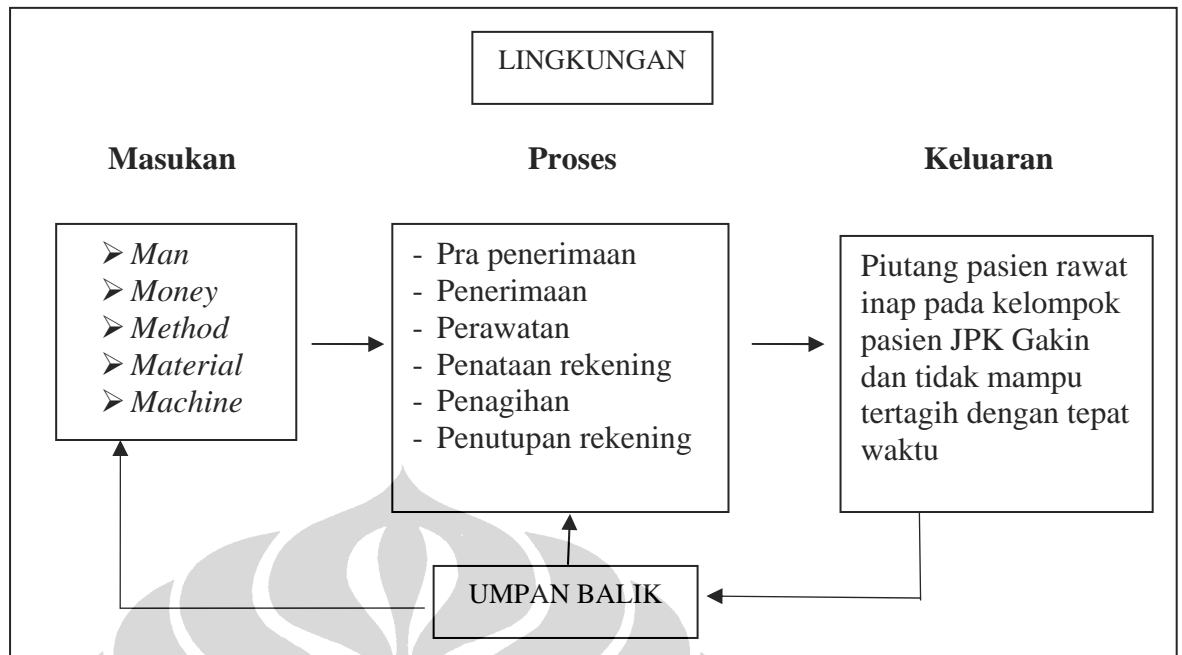 LINGKUNGAN
Masukan
Proses
Keluaran
➢ Man
➢ Money
➢ Method
➢ Material
➢ Machine
- Pra penerimaan
- Penerimaan
- Perawatan
- Penataan rekening
- Penagihan
- Penutupan rekening
Piutang pasien rawat
inap pada kelompok
pasien JPK Gakin
dan tidak mampu
tertagih dengan tepat
waktu
UMPAN BALIK